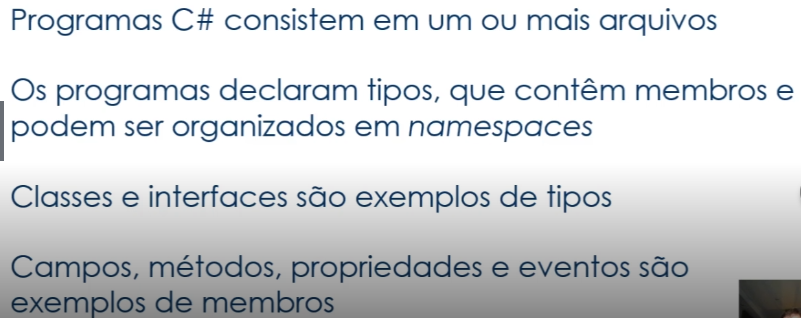 Programas C# consistem em um ou mais arquivos
Os programas declaram tipos, que contêm membros e
podem ser organizados em namespaces
Classes e interfaces são exemplos de tipos
Campos, métodos, propriedades e eventos são
exemplos de membros